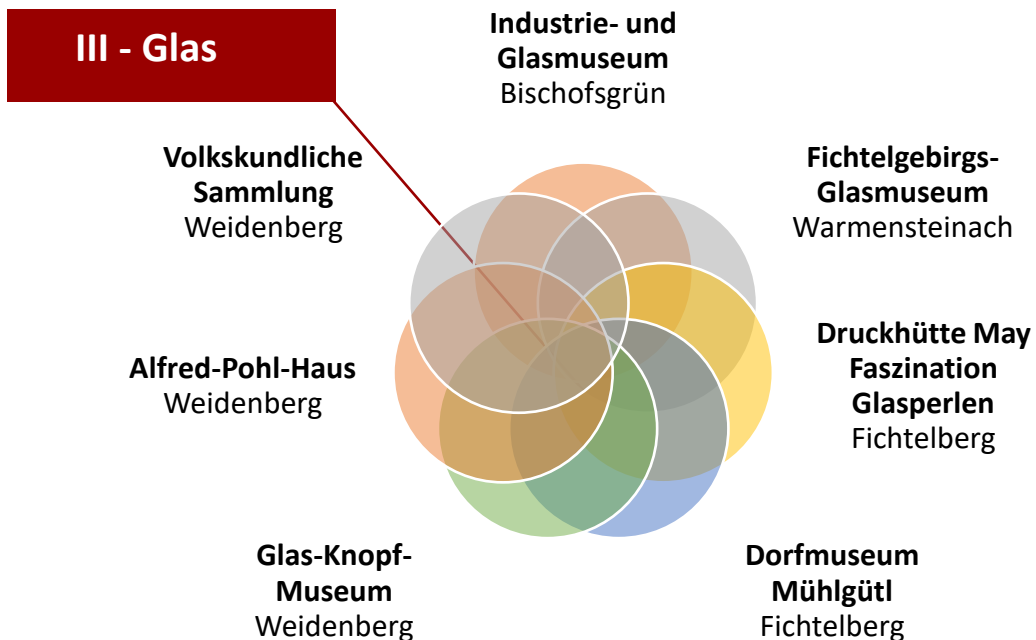 III - Glas
Industrie- und
Glasmuseum
Bischofsgrün
Volkskundliche
Sammlung
Weidenberg
Fichtelgebirgs-
Glasmuseum
Warmensteinach
Alfred-Pohl-Haus
Weidenberg
Druckhütte May
Faszination
Glasperlen
Fichtelberg
Glas-Knopf-
Museum
Weidenberg
Dorfmuseum
Mühlgütl
Fichtelberg